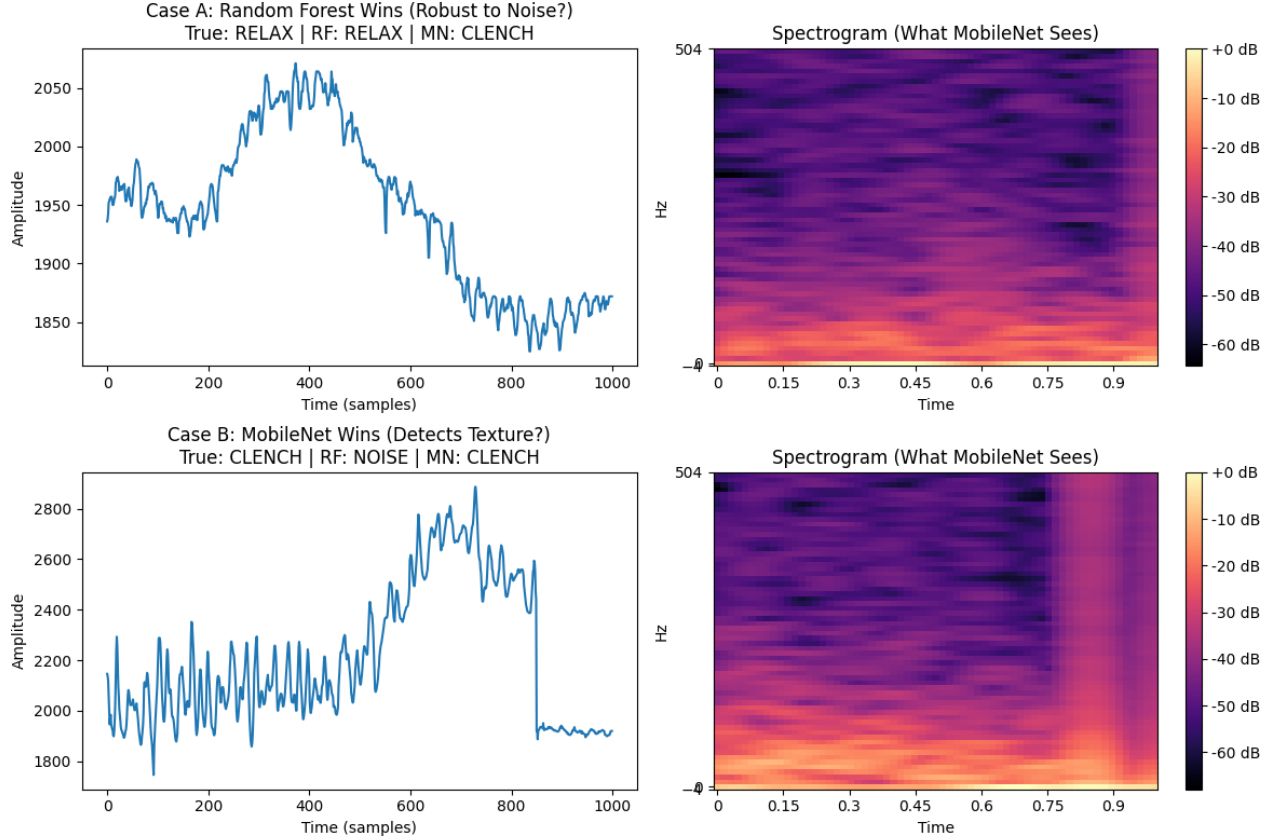 Case A: Random Forest Wins (Robust to Noise?)
True: RELAX | RF: RELAX | MN: CLENCH
Amplitude
2050
2000
1950
1900
1850
0 200 400 600 800 1000
Time (samples)
Spectrogram (What MobileNet Sees)
Hz
504
0
−4
0 0.15 0.3 0.45 0.6 0.75 0.9
Time
+0 dB
-10 dB
-20 dB
-30 dB
-40 dB
-50 dB
-60 dB
Case B: MobileNet Wins (Detects Texture?)
True: CLENCH | RF: NOISE | MN: CLENCH
Amplitude
2800
2600
2400
2200
2000
1800
0 200 400 600 800 1000
Time (samples)
Spectrogram (What MobileNet Sees)
Hz
504
0
−4
0 0.15 0.3 0.45 0.6 0.75 0.9
Time
+0 dB
-10 dB
-20 dB
-30 dB
-40 dB
-50 dB
-60 dB